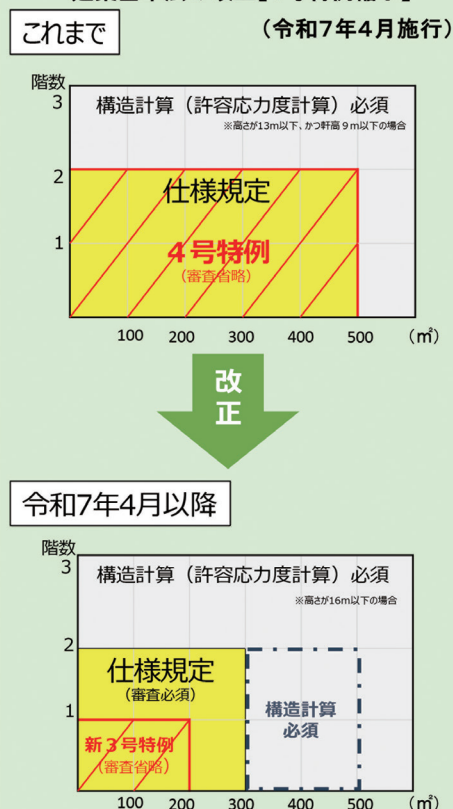 (令和7年4月施行)
これまで
階数
3
構造計算（許容応力度計算）必須
※高さが13m以下、かつ軒高９m以下の場合
2
仕様規定
1
４号特例
（審査省略）
100 200 300 400 500 （㎡）
改正
令和7年4月以降
階数
3
構造計算（許容応力度計算）必須
※高さが16m以下の場合
2
仕様規定
（審査必須）
構造計算
必須
1
新３号特例
（審査省略）
100 200 300 400 500 （㎡）